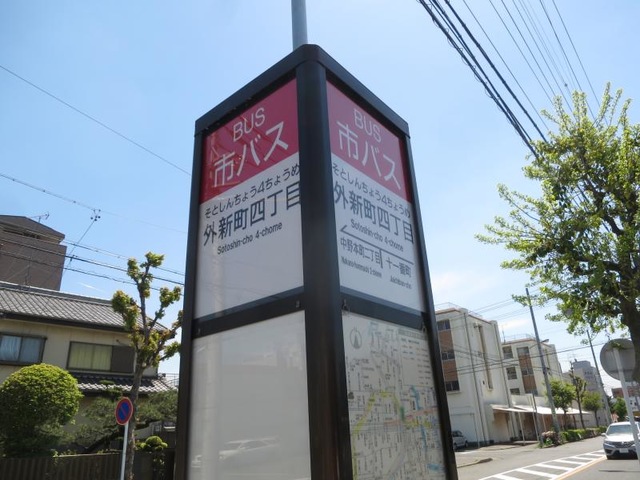 BUS
市バス
そとしんちょう4ちょうめ
外新町四丁目
Sotoshin-cho 4-chome
BUS
市バス
そとしんちょう4ちょうめ
外新町四丁目
Sotoshin-cho 4-chome
中野本町二丁目 十一番町